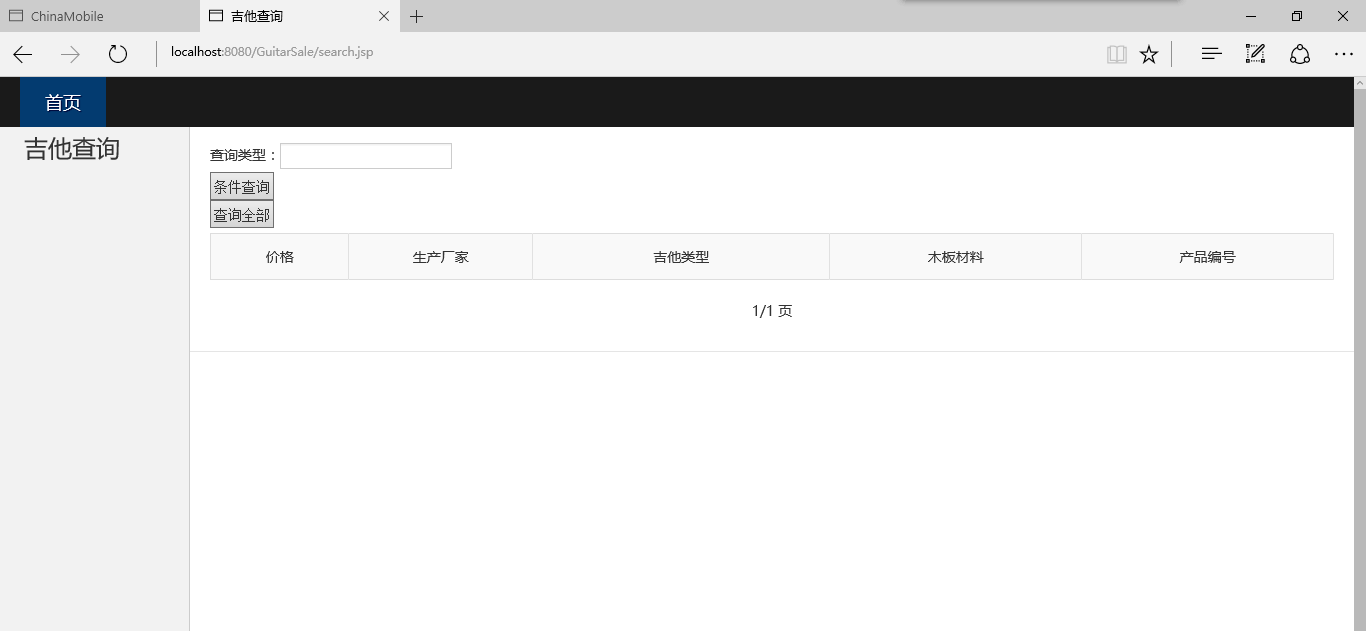 ChinaMobile 吉他查询
localhost:8080/GuitarSale/search.jsp
首页
吉他查询
查询类型：
条件查询
查询全部
价格 生产厂家 吉他类型 木板材料 产品编号
1/1 页